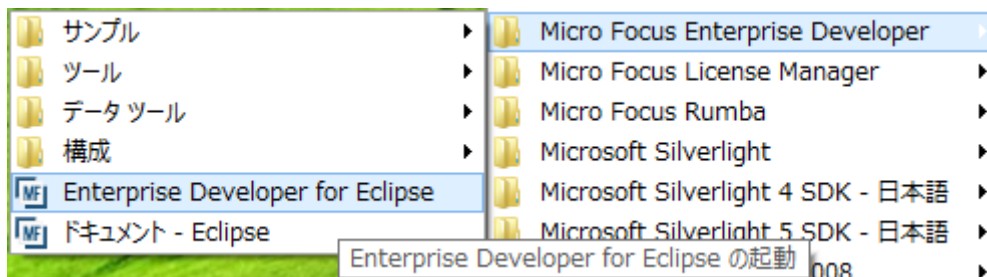 サンプル
ツール
データ ツール
構成
Enterprise Developer for Eclipse
ドキュメント - Eclipse
Micro Focus Enterprise Developer
Micro Focus License Manager
Micro Focus Rumba
Microsoft Silverlight
Microsoft Silverlight 4 SDK - 日本語
Microsoft Silverlight 5 SDK - 日本語
Enterprise Developer for Eclipse の起動
008